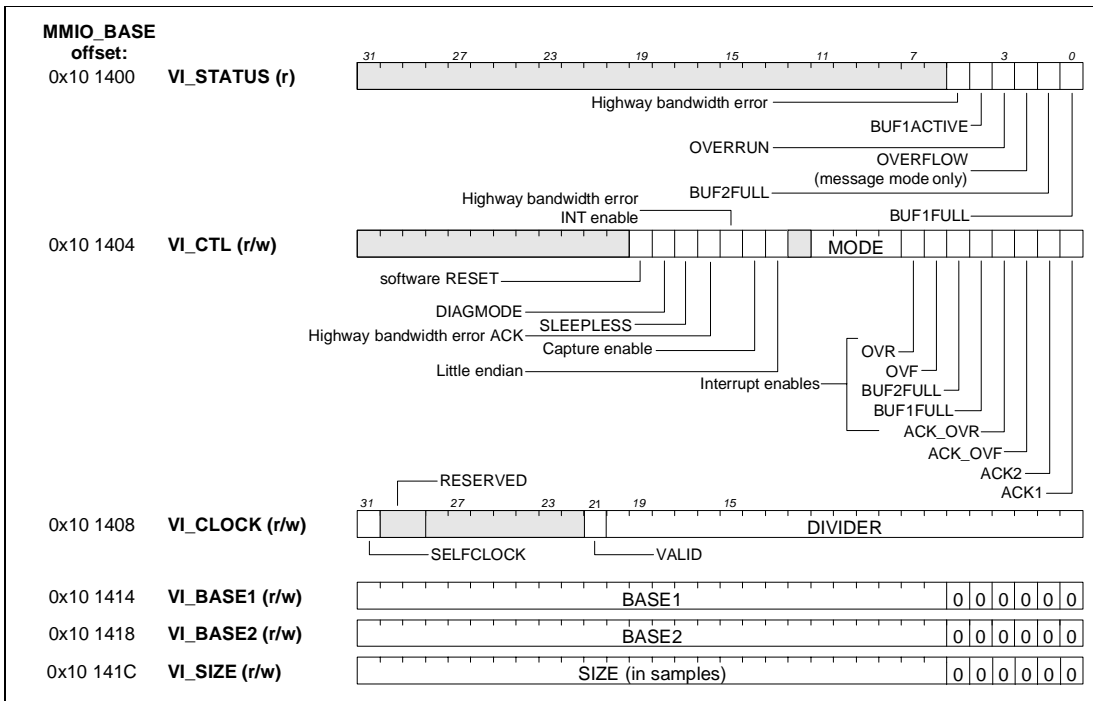 MMIO_BASE
offset:
31 27 23 19 15 11 7 3 0
0x10 1400 VI_STATUS (r)
Highway bandwidth error
BUF1ACTIVE
OVERRUN
OVERFLOW
(message mode only)
BUF2FULL
Highway bandwidth error
INT enable
BUF1FULL
0x10 1404 VI_CTL (r/w) MODE
software RESET
DIAGMODE
SLEEPLESS
Highway bandwidth error ACK
Capture enable
Little endian
Interrupt enables
OVR
OVF
BUF2FULL
BUF1FULL
ACK_OVR
ACK_OVF
ACK2
ACK1
RESERVED
31 27 23 21 19 15
0x10 1408 VI_CLOCK (r/w) DIVIDER
SELFCLOCK VALID
0x10 1414 VI_BASE1 (r/w) BASE1 0 0 0 0 0 0
0x10 1418 VI_BASE2 (r/w) BASE2 0 0 0 0 0 0
0x10 141C VI_SIZE (r/w) SIZE (in samples) 0 0 0 0 0 0